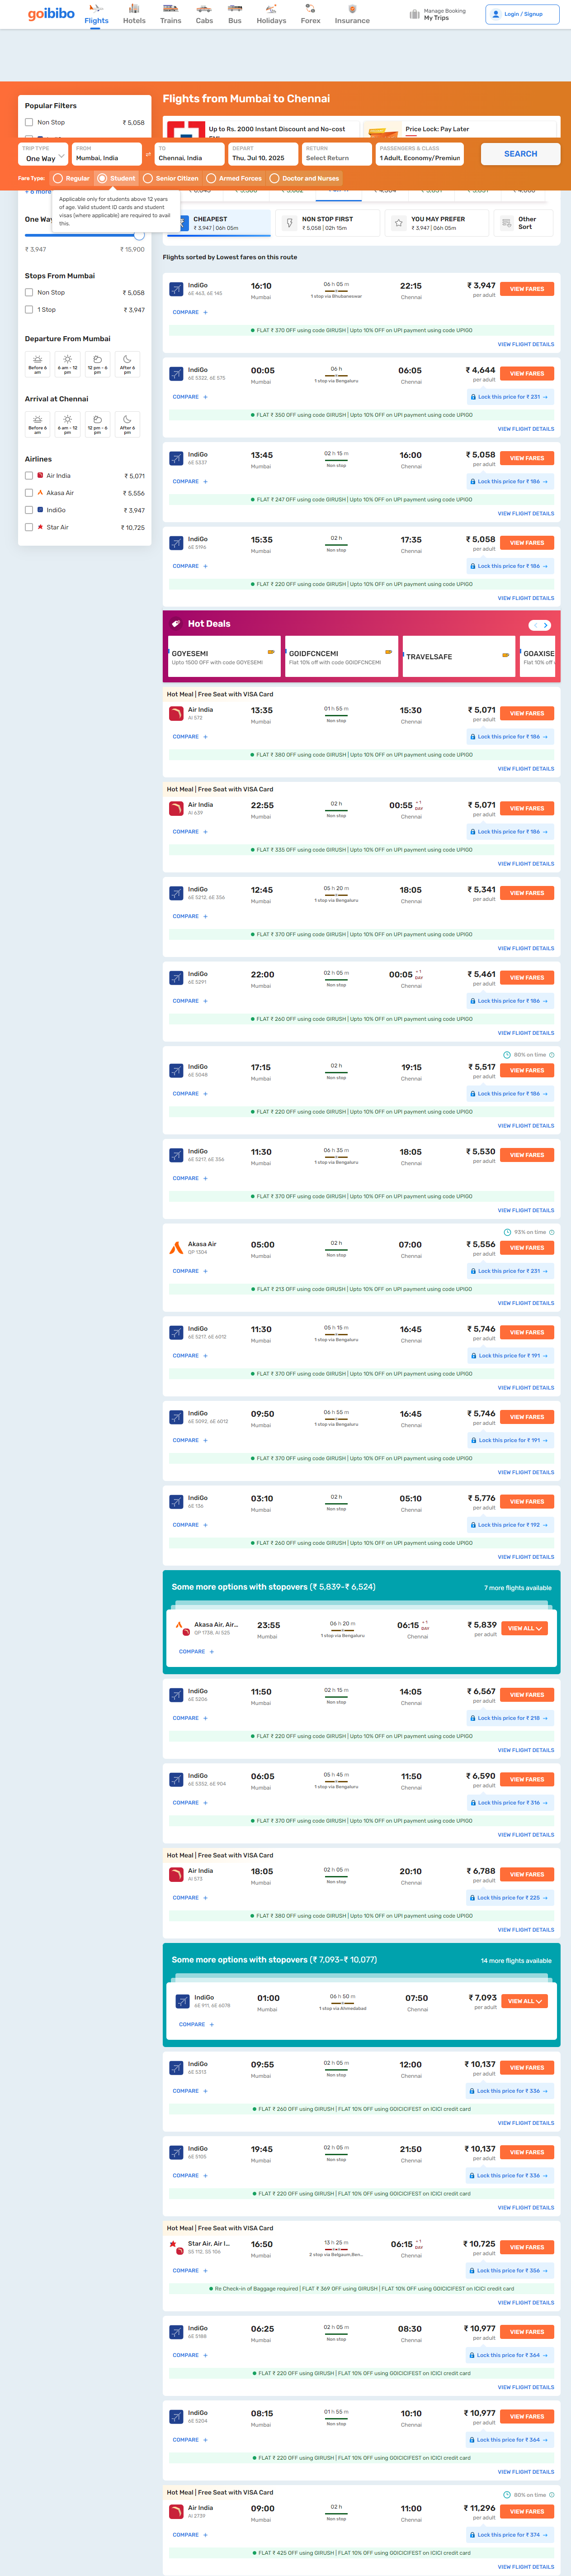 goibibo
Flights
Hotels
Trains
Cabs
Bus
Holidays
Forex
Insurance
Manage Booking
My Trips
Login / Signup
Popular Filters
Non Stop ₹ 5,058
Flights from Mumbai to Chennai
Up to Rs. 2000 Instant Discount and No-cost
Price Lock: Pay Later
TRIP TYPE
One Way
FROM
Mumbai, India
TO
Chennai, India
DEPART
Thu, Jul 10, 2025
RETURN
Select Return
PASSENGERS & CLASS
1 Adult, Economy/Premium
SEARCH
Fare Type:
Regular
Student
Senior Citizen
Armed Forces
Doctor and Nurses
Applicable only for students above 12 years
of age. Valid student ID cards and student
visas (where applicable) are required to avail
this.
One Way
₹ 3,947 ₹ 15,900
CHEAPEST
₹ 3,947 | 06h 05m
NON STOP FIRST
₹ 5,058 | 02h 15m
YOU MAY PREFER
₹ 3,947 | 06h 05m
Other
Sort
Flights sorted by Lowest fares on this route
Stops From Mumbai
Non Stop ₹ 5,058
1 Stop ₹ 3,947
Departure From Mumbai
Before 6 am
6 am - 12 pm
12 pm - 6 pm
After 6 pm
Arrival at Chennai
Before 6 am
6 am - 12 pm
12 pm - 6 pm
After 6 pm
Airlines
Air India ₹ 5,071
Akasa Air ₹ 5,556
IndiGo ₹ 3,947
Star Air ₹ 10,725
IndiGo 16:10 06 h 05 m 22:15 ₹ 3,947 VIEW FARES
6E 463, 6E 145 Mumbai 1 stop via Bhubaneswar Chennai per adult
COMPARE +
FLAT ₹ 370 OFF using code GIRUSH | Upto 10% OFF on UPI payment using code UPIGO
VIEW FLIGHT DETAILS
IndiGo 00:05 06 h 06:05 ₹ 4,644 VIEW FARES
6E 5322, 6E 575 Mumbai 1 stop via Bengaluru Chennai per adult
COMPARE + Lock this price for ₹ 231 →
FLAT ₹ 350 OFF using code GIRUSH | Upto 10% OFF on UPI payment using code UPIGO
VIEW FLIGHT DETAILS
IndiGo 13:45 02 h 15 m 16:00 ₹ 5,058 VIEW FARES
6E 5337 Mumbai Non stop Chennai per adult
COMPARE + Lock this price for ₹ 186 →
FLAT ₹ 247 OFF using code GIRUSH | Upto 10% OFF on UPI payment using code UPIGO
VIEW FLIGHT DETAILS
IndiGo 15:35 02 h 17:35 ₹ 5,058 VIEW FARES
6E 5196 Mumbai Non stop Chennai per adult
COMPARE + Lock this price for ₹ 186 →
FLAT ₹ 220 OFF using code GIRUSH | Upto 10% OFF on UPI payment using code UPIGO
VIEW FLIGHT DETAILS
Hot Deals
GOYESEMI
Upto 1500 OFF with code GOYESEMI
GOIDFCNCEMI
Flat 10% off with code GOIDFCNCEMI
TRAVELSAFE
GOAXISE
Flat 10% off
Hot Meal | Free Seat with VISA Card
Air India 13:35 01 h 55 m 15:30 ₹ 5,071 VIEW FARES
AI 572 Mumbai Non stop Chennai per adult
COMPARE + Lock this price for ₹ 186 →
FLAT ₹ 380 OFF using code GIRUSH | Upto 10% OFF on UPI payment using code UPIGO
VIEW FLIGHT DETAILS
Hot Meal | Free Seat with VISA Card
Air India 22:55 02 h 00:55 +1 DAY ₹ 5,071 VIEW FARES
AI 639 Mumbai Non stop Chennai per adult
COMPARE + Lock this price for ₹ 186 →
FLAT ₹ 335 OFF using code GIRUSH | Upto 10% OFF on UPI payment using code UPIGO
VIEW FLIGHT DETAILS
IndiGo 12:45 05 h 20 m 18:05 ₹ 5,341 VIEW FARES
6E 5212, 6E 356 Mumbai 1 stop via Bengaluru Chennai per adult
COMPARE +
FLAT ₹ 370 OFF using code GIRUSH | Upto 10% OFF on UPI payment using code UPIGO
VIEW FLIGHT DETAILS
IndiGo 22:00 02 h 05 m 00:05 +1 DAY ₹ 5,461 VIEW FARES
6E 5291 Mumbai Non stop Chennai per adult
COMPARE + Lock this price for ₹ 186 →
FLAT ₹ 260 OFF using code GIRUSH | Upto 10% OFF on UPI payment using code UPIGO
VIEW FLIGHT DETAILS
80% on time
IndiGo 17:15 02 h 19:15 ₹ 5,517 VIEW FARES
6E 5048 Mumbai Non stop Chennai per adult
COMPARE + Lock this price for ₹ 186 →
FLAT ₹ 220 OFF using code GIRUSH | Upto 10% OFF on UPI payment using code UPIGO
VIEW FLIGHT DETAILS
IndiGo 11:30 06 h 35 m 18:05 ₹ 5,530 VIEW FARES
6E 5217, 6E 356 Mumbai 1 stop via Bengaluru Chennai per adult
COMPARE +
FLAT ₹ 370 OFF using code GIRUSH | Upto 10% OFF on UPI payment using code UPIGO
VIEW FLIGHT DETAILS
93% on time
Akasa Air 05:00 02 h 07:00 ₹ 5,556 VIEW FARES
QP 1304 Mumbai Non stop Chennai per adult
COMPARE + Lock this price for ₹ 231 →
FLAT ₹ 213 OFF using code GIRUSH | Upto 10% OFF on UPI payment using code UPIGO
VIEW FLIGHT DETAILS
IndiGo 11:30 05 h 15 m 16:45 ₹ 5,746 VIEW FARES
6E 5217, 6E 6012 Mumbai 1 stop via Bengaluru Chennai per adult
COMPARE + Lock this price for ₹ 191 →
FLAT ₹ 370 OFF using code GIRUSH | Upto 10% OFF on UPI payment using code UPIGO
VIEW FLIGHT DETAILS
IndiGo 09:50 06 h 55 m 16:45 ₹ 5,746 VIEW FARES
6E 5092, 6E 6012 Mumbai 1 stop via Bengaluru Chennai per adult
COMPARE + Lock this price for ₹ 191 →
FLAT ₹ 370 OFF using code GIRUSH | Upto 10% OFF on UPI payment using code UPIGO
VIEW FLIGHT DETAILS
IndiGo 03:10 02 h 05:10 ₹ 5,776 VIEW FARES
6E 136 Mumbai Non stop Chennai per adult
COMPARE + Lock this price for ₹ 192 →
FLAT ₹ 260 OFF using code GIRUSH | Upto 10% OFF on UPI payment using code UPIGO
VIEW FLIGHT DETAILS
Some more options with stopovers (₹ 5,839-₹ 6,524) 7 more flights available
Akasa Air, Air... 23:55 06 h 20 m 06:15 +1 DAY ₹ 5,839 VIEW ALL
QP 1738, AI 525 Mumbai 1 stop via Bengaluru Chennai per adult
COMPARE +
IndiGo 11:50 02 h 15 m 14:05 ₹ 6,567 VIEW FARES
6E 5206 Mumbai Non stop Chennai per adult
COMPARE + Lock this price for ₹ 218 →
FLAT ₹ 220 OFF using code GIRUSH | Upto 10% OFF on UPI payment using code UPIGO
VIEW FLIGHT DETAILS
IndiGo 06:05 05 h 45 m 11:50 ₹ 6,590 VIEW FARES
6E 5352, 6E 904 Mumbai 1 stop via Bengaluru Chennai per adult
COMPARE + Lock this price for ₹ 316 →
FLAT ₹ 370 OFF using code GIRUSH | Upto 10% OFF on UPI payment using code UPIGO
VIEW FLIGHT DETAILS
Hot Meal | Free Seat with VISA Card
Air India 18:05 02 h 05 m 20:10 ₹ 6,788 VIEW FARES
AI 573 Mumbai Non stop Chennai per adult
COMPARE + Lock this price for ₹ 225 →
FLAT ₹ 380 OFF using code GIRUSH | Upto 10% OFF on UPI payment using code UPIGO
VIEW FLIGHT DETAILS
Some more options with stopovers (₹ 7,093-₹ 10,077) 14 more flights available
IndiGo 01:00 06 h 50 m 07:50 ₹ 7,093 VIEW ALL
6E 911, 6E 6078 Mumbai 1 stop via Ahmedabad Chennai per adult
COMPARE +
IndiGo 09:55 02 h 05 m 12:00 ₹ 10,137 VIEW FARES
6E 5313 Mumbai Non stop Chennai per adult
COMPARE + Lock this price for ₹ 336 →
FLAT ₹ 260 OFF using GIRUSH | FLAT 10% OFF using GOICICIFEST on ICICI credit card
VIEW FLIGHT DETAILS
IndiGo 19:45 02 h 05 m 21:50 ₹ 10,137 VIEW FARES
6E 5105 Mumbai Non stop Chennai per adult
COMPARE + Lock this price for ₹ 336 →
FLAT ₹ 220 OFF using GIRUSH | FLAT 10% OFF using GOICICIFEST on ICICI credit card
VIEW FLIGHT DETAILS
Hot Meal | Free Seat with VISA Card
Star Air, Air I... 16:50 13 h 25 m 06:15 +1 DAY ₹ 10,725 VIEW FARES
Mumbai 2 stop via Belgaum,Ben... Chennai per adult
COMPARE + Lock this price for ₹ 356 →
Re Check-in of Baggage required | FLAT ₹ 369 OFF using GIRUSH | FLAT 10% OFF using GOICICIFEST on ICICI credit card
VIEW FLIGHT DETAILS
IndiGo 06:25 02 h 05 m 08:30 ₹ 10,977 VIEW FARES
6E 5188 Mumbai Non stop Chennai per adult
COMPARE + Lock this price for ₹ 364 →
FLAT ₹ 220 OFF using GIRUSH | FLAT 10% OFF using GOICICIFEST on ICICI credit card
VIEW FLIGHT DETAILS
IndiGo 08:15 01 h 55 m 10:10 ₹ 10,977 VIEW FARES
6E 5204 Mumbai Non stop Chennai per adult
COMPARE + Lock this price for ₹ 364 →
FLAT ₹ 220 OFF using GIRUSH | FLAT 10% OFF using GOICICIFEST on ICICI credit card
VIEW FLIGHT DETAILS
Hot Meal | Free Seat with VISA Card 80% on time
Air India 09:00 02 h 11:00 ₹ 11,296 VIEW FARES
AI 2739 Mumbai Non stop Chennai per adult
COMPARE + Lock this price for ₹ 374 →
FLAT ₹ 425 OFF using GIRUSH | FLAT 10% OFF using GOICICIFEST on ICICI credit card
VIEW FLIGHT DETAILS